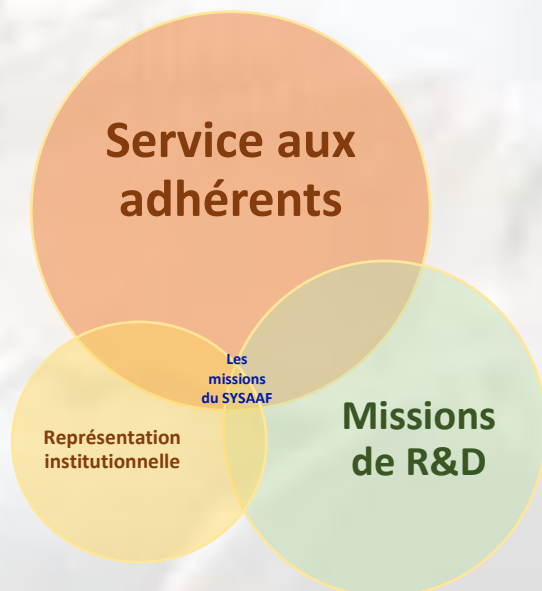 Service aux
adhérents
Les
missions
du SYSAAF
Représentation
institutionnelle
Missions
de R&D